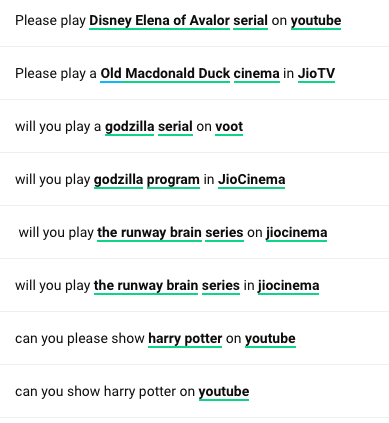 Please play Disney Elena of Avalor serial on youtube
Please play a Old Macdonald Duck cinema in JioTV
will you play a godzilla serial on voot
will you play godzilla program in JioCinema
will you play the runway brain series on jiocinema
will you play the runway brain series in jiocinema
can you please show harry potter on youtube
can you show harry potter on youtube